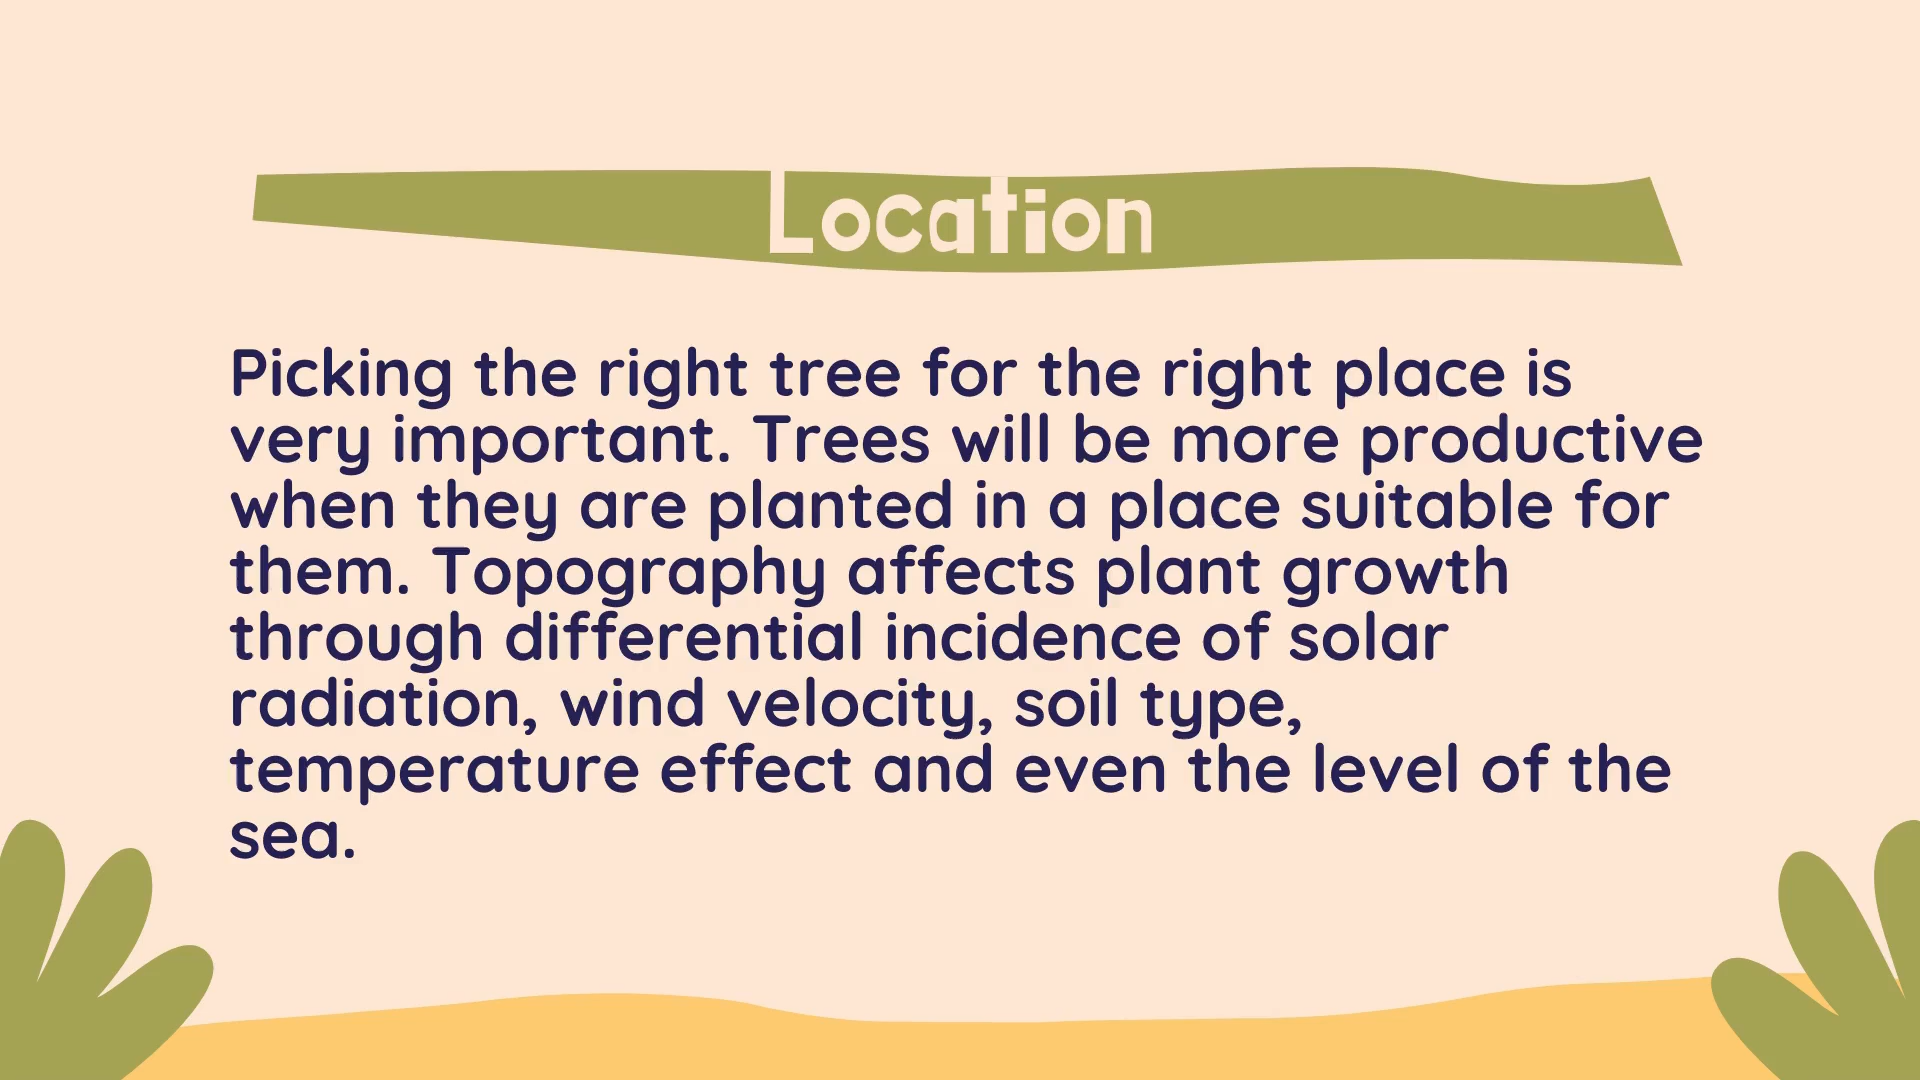 Location
Picking the right tree for the right place is
very important. Trees will be more productive
when they are planted in a place suitable for
them. Topography affects plant growth
through differential incidence of solar
radiation, wind velocity, soil type,
temperature effect and even the level of the
sea.